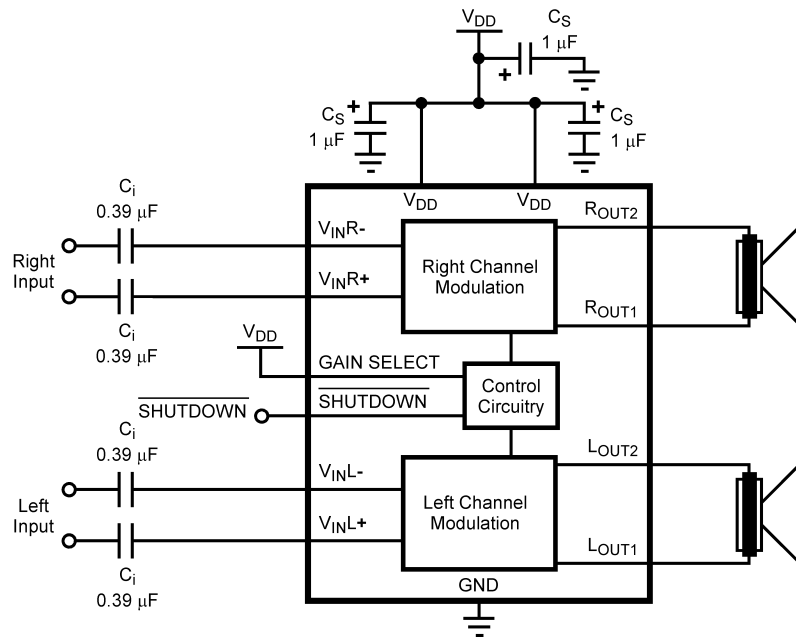 VDD
CS
1 μF
+
+
CS
1 μF
+
CS
1 μF
VDD
VDD
Ci
0.39 μF
VINR-
ROUT2
Right
Input
Right Channel
Modulation
VINR+
ROUT1
Ci
0.39 μF
VDD
GAIN SELECT
Control
Circuitry
SHUTDOWN
SHUTDOWN
Ci
0.39 μF
VINL-
LOUT2
Left
Input
Left Channel
Modulation
VINL+
LOUT1
Ci
0.39 μF
GND